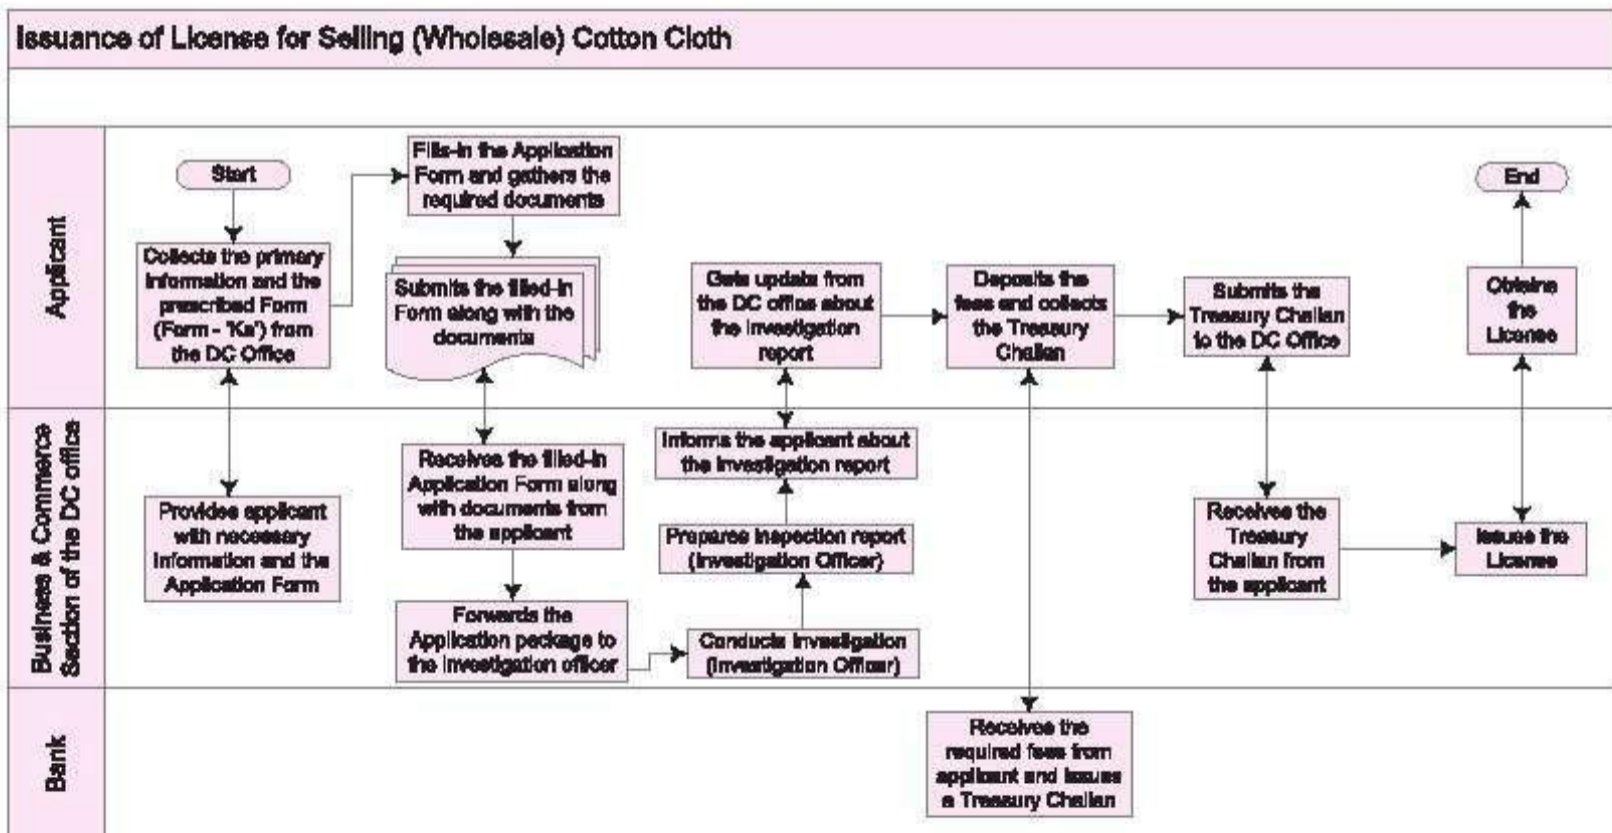 Issuance of License for Selling (Wholesale) Cotton Cloth
Applicant
Start
Collects the primary
information and the
prescribed Form
(Form - 'Ka') from
the DC Office
Fills-in the Application
Form and gathers the
required documents
Submits the filled-in
Form along with the
documents
Gets update from
the DC office about
the investigation
report
Deposits the
fees and collects
the Treasury
Challan
Submits the
Treasury Challan
to the DC Office
End
Obtains
the
License
Business & Commerce
Section of the DC office
Provides applicant
with necessary
information and the
Application Form
Receives the filled-in
Application Form along
with documents from
the applicant
Forwards the
Application package to
the investigation officer
Informs the applicant about
the investigation report
Prepares inspection report
(Investigation Officer)
Conducts investigation
(Investigation Officer)
Receives the
Treasury
Challan from
the applicant
Issues the
License
Bank
Receives the
required fees from
applicant and issues
a Treasury Challan